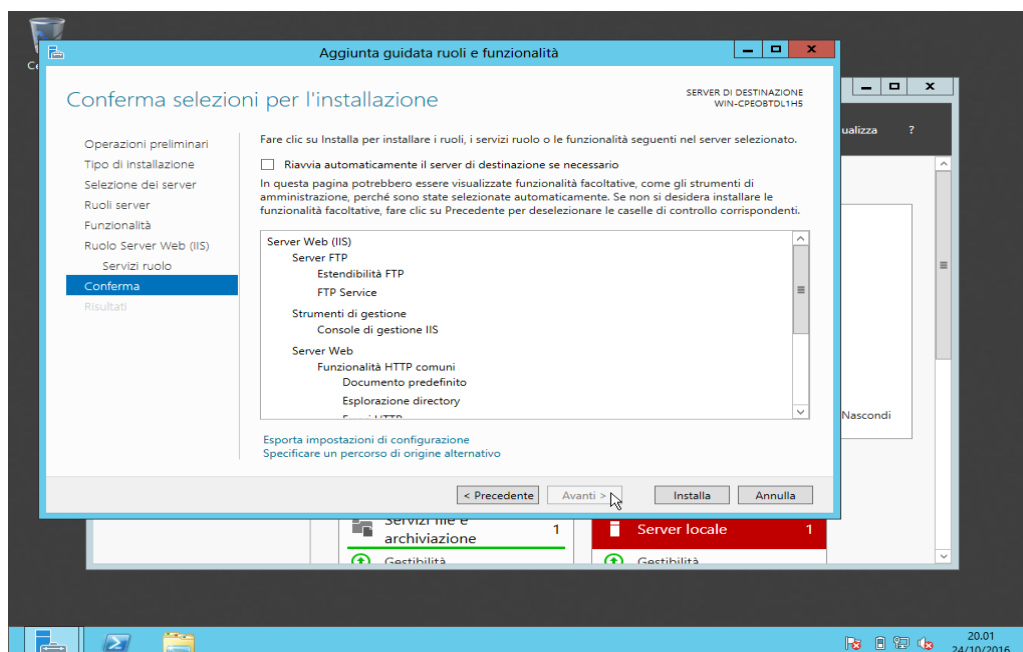 Aggiunta guidata ruoli e funzionalità
Conferma selezioni per l'installazione
SERVER DI DESTINAZIONE
WIN-CPEOBTDL1H5
Operazioni preliminari
Tipo di installazione
Selezione dei server
Ruoli server
Funzionalità
Ruolo Server Web (IIS)
Servizi ruolo
Conferma
Risultati
Fare clic su Installa per installare i ruoli, i servizi ruolo o le funzionalità seguenti nel server selezionato.
Riavvia automaticamente il server di destinazione se necessario
In questa pagina potrebbero essere visualizzate funzionalità facoltative, come gli strumenti di
amministrazione, perché sono state selezionate automaticamente. Se non si desidera installare le
funzionalità facoltative, fare clic su Precedente per deselezionare le caselle di controllo corrispondenti.
Server Web (IIS)
Server FTP
Estendibilità FTP
FTP Service
Strumenti di gestione
Console di gestione IIS
Server Web
Funzionalità HTTP comuni
Documento predefinito
Esplorazione directory
Esporta impostazioni di configurazione
Specificare un percorso di origine alternativo
< Precedente
Avanti >
Installa
Annulla
ualizza ?
Nascondi
Servizi file e
archiviazione 1
Gestibilità
Server locale 1
Gestibilità
20.01
24/10/2016